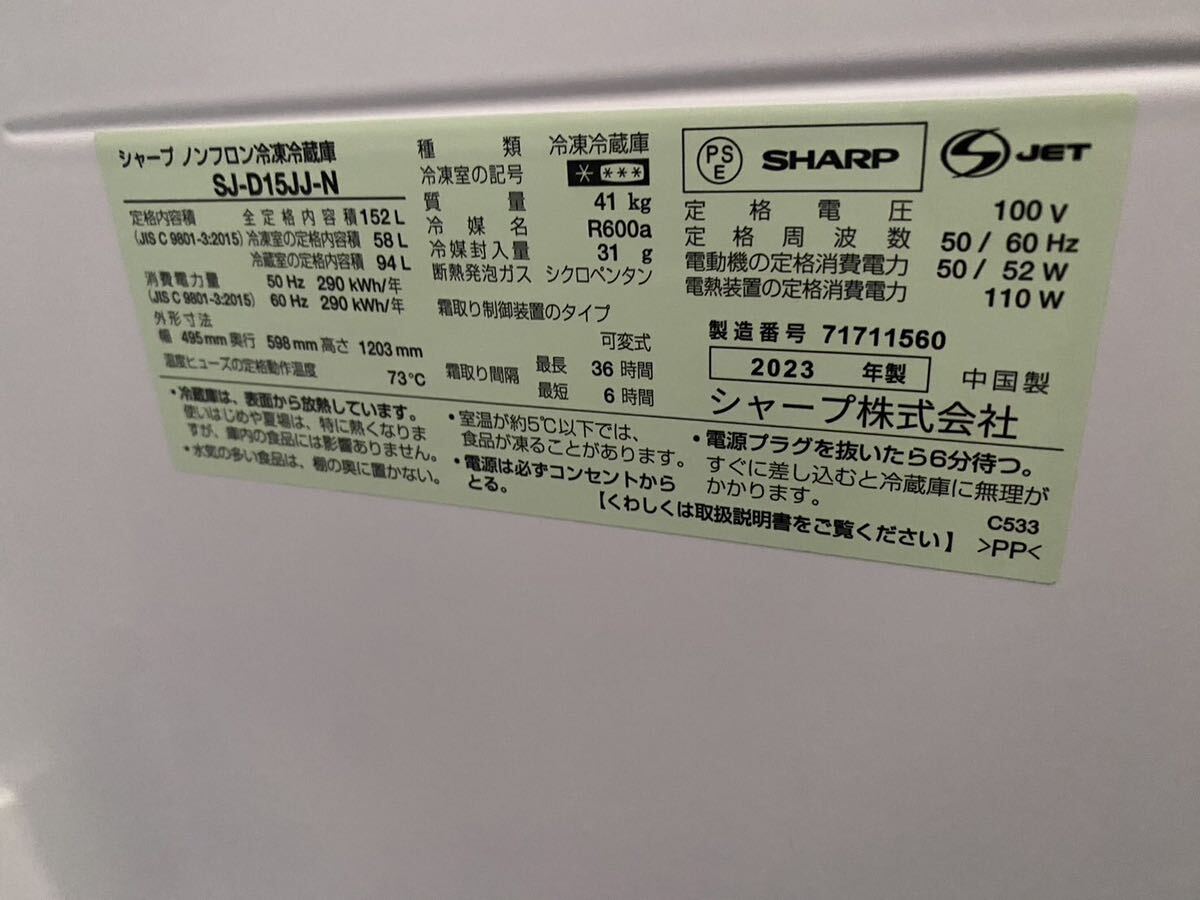 シャープ ノンフロン冷凍冷蔵庫
SJ-D15JJ-N
定格内容積 全定格内容積 152 L
(JIS C 9801-3:2015) 冷凍室の定格内容積 58 L
冷蔵室の定格内容積 94 L
消費電力量 50 Hz 290 kWh/年
(JIS C 9801-3:2015) 60 Hz 290 kWh/年
外形寸法
幅 495 mm 奥行 598 mm 高さ 1203 mm
温度ヒューズの定格動作温度 73℃
種類 冷凍冷蔵庫
冷凍室の記号 * ***
質量 41 kg
冷媒名 R600a
冷媒封入量 31 g
断熱発泡ガス シクロペンタン
霜取り制御装置のタイプ
可変式
霜取り間隔 最長 36 時間
最短 6 時間
PSE SHARP JET
定格電圧 100 V
定格周波数 50 / 60 Hz
電動機の定格消費電力 50 / 52 W
電熱装置の定格消費電力 110 W
製造番号 71711560
2023 年製 中国製
シャープ株式会社
・冷蔵庫は、表面から放熱しています。
使いはじめや夏場は、特に熱くなりま
すが、庫内の食品には影響ありません。
・水気の多い食品は、棚の奥に置かない。
・室温が約5℃以下では、
食品が凍ることがあります。
・電源は必ずコンセントから
とる。
・電源プラグを抜いたら6分待つ。
すぐに差し込むと冷蔵庫に無理が
かかります。
【くわしくは取扱説明書をご覧ください】
C533
>PP<